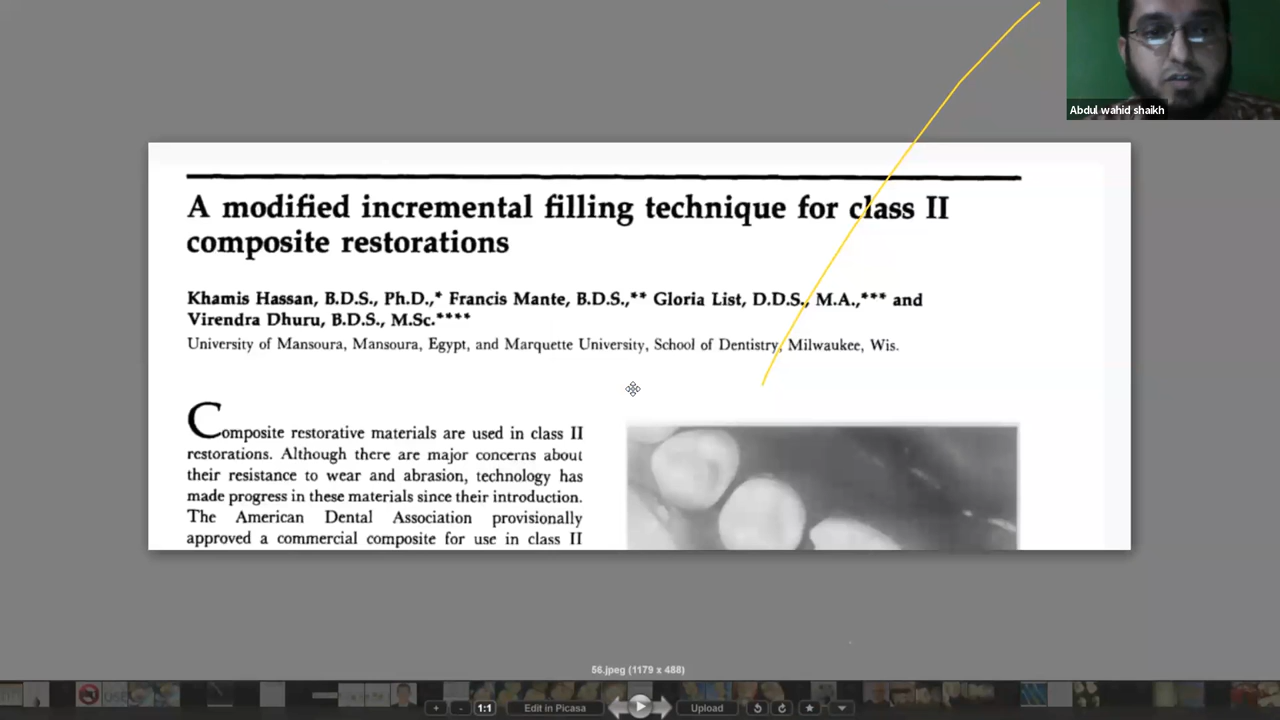 Abdul wahid shaikh
A modified incremental filling technique for class II
composite restorations
Khamis Hassan, B.D.S., Ph.D.,* Francis Mante, B.D.S.,** Gloria List, D.D.S., M.A.,*** and
Virendra Dhuru, B.D.S., M.Sc.****
University of Mansoura, Mansoura, Egypt, and Marquette University, School of Dentistry, Milwaukee, Wis.
Composite restorative materials are used in class II
restorations. Although there are major concerns about
their resistance to wear and abrasion, technology has
made progress in these materials since their introduction.
The American Dental Association provisionally
approved a commercial composite for use in class II
56.jpeg (1179 x 488)
+ - 1:1 Edit in Picasa Upload